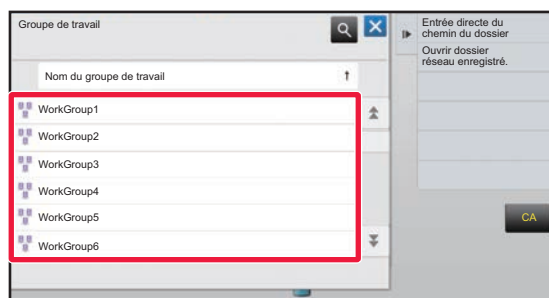 Groupe de travail
Nom du groupe de travail
WorkGroup1
WorkGroup2
WorkGroup3
WorkGroup4
WorkGroup5
WorkGroup6
Entrée directe du
chemin du dossier
Ouvrir dossier
réseau enregistré.
CA